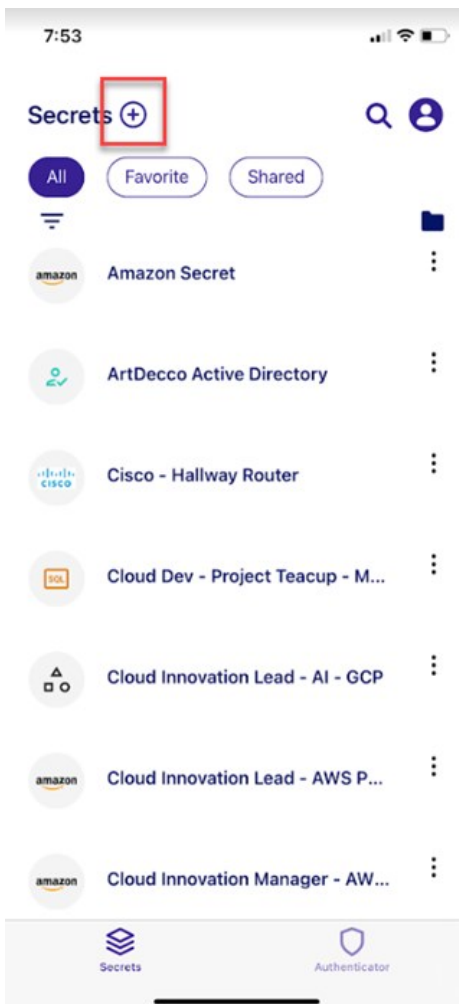 7:53
Secrets
All Favorite Shared
amazon Amazon Secret
ArtDecco Active Directory
CISCO Cisco - Hallway Router
SQL Cloud Dev - Project Teacup - M...
Cloud Innovation Lead - AI - GCP
amazon Cloud Innovation Lead - AWS P...
amazon Cloud Innovation Manager - AW...
Secrets Authenticator